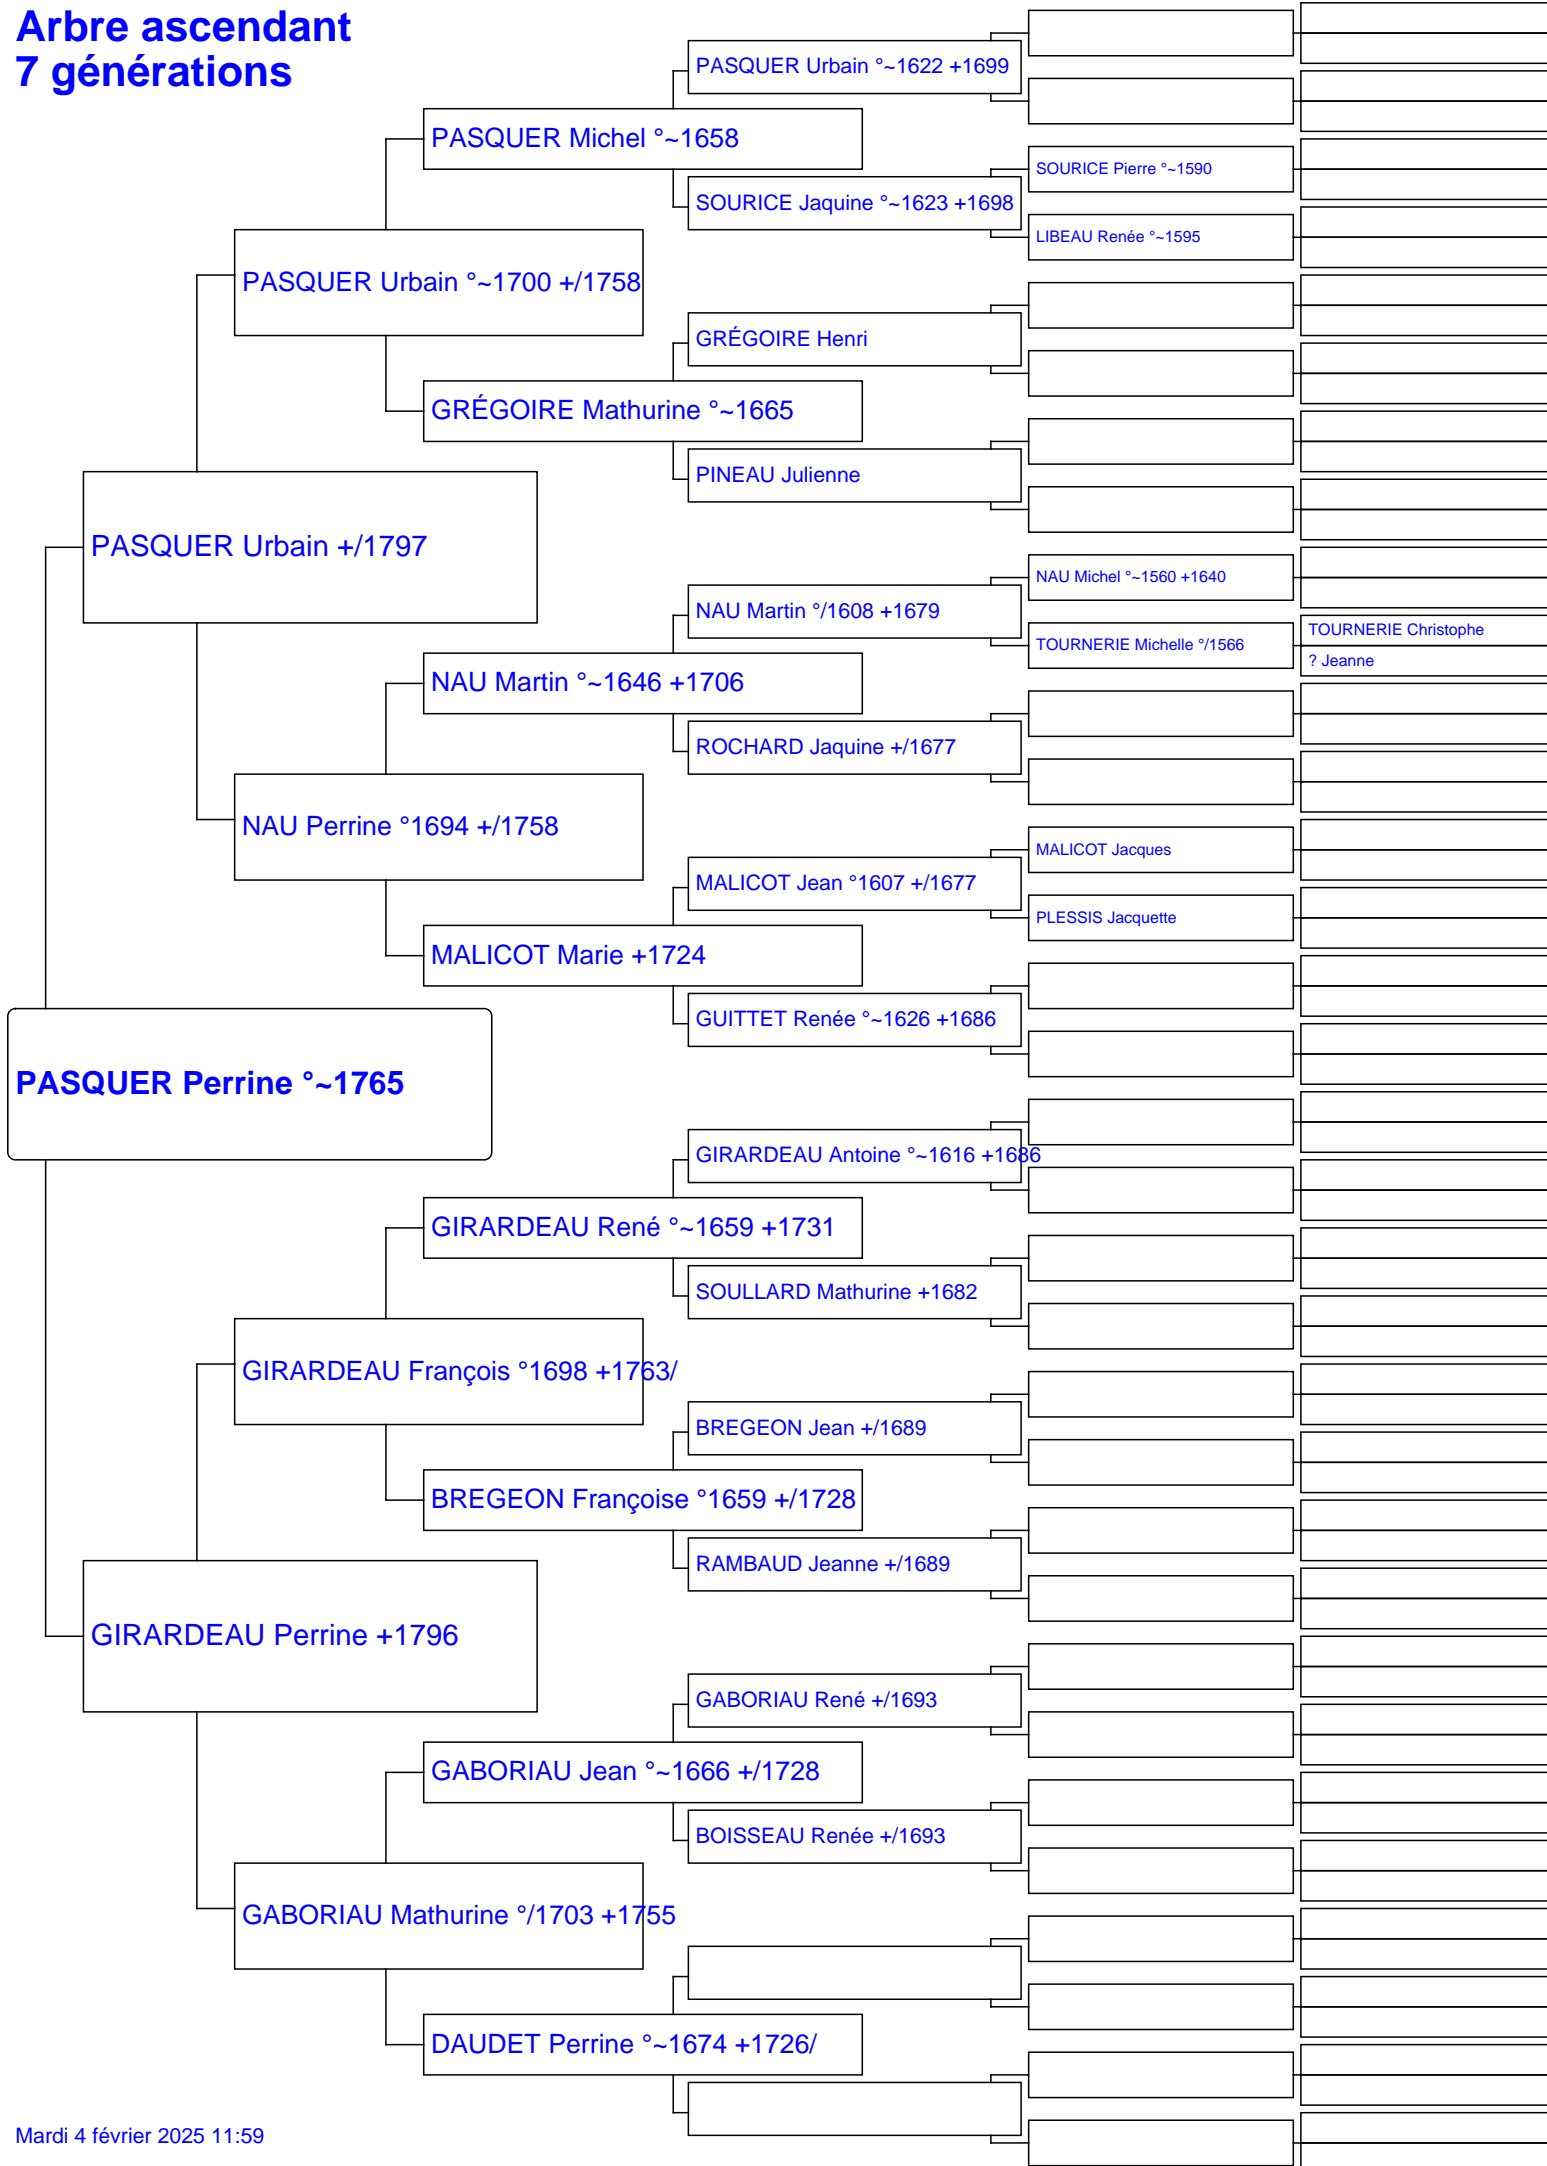 Arbre ascendant
7 générations
PASQUER Urbain °~1622 +1699
PASQUER Michel °~1658
SOURICE Pierre °~1590
SOURICE Jaquine °~1623 +1698
LIBEAU Renée °~1595
PASQUER Urbain °~1700 +/1758
GRÉGOIRE Henri
GRÉGOIRE Mathurine °~1665
PINEAU Julienne
PASQUER Urbain +/1797
NAU Michel °~1560 +1640
NAU Martin °/1608 +1679
TOURNERIE Christophe
TOURNERIE Michelle °/1566
? Jeanne
NAU Martin °~1646 +1706
ROCHARD Jaquine +/1677
NAU Perrine °1694 +/1758
MALICOT Jacques
MALICOT Jean °1607 +/1677
PLESSIS Jacquette
MALICOT Marie +1724
GUITTET Renée °~1626 +1686
PASQUER Perrine °~1765
GIRARDEAU Antoine °~1616 +1686
GIRARDEAU René °~1659 +1731
SOULLARD Mathurine +1682
GIRARDEAU François °1698 +1763/
BREGEON Jean +/1689
BREGEON Françoise °1659 +/1728
RAMBAUD Jeanne +/1689
GIRARDEAU Perrine +1796
GABORIAU René +/1693
GABORIAU Jean °~1666 +/1728
BOISSEAU Renée +/1693
GABORIAU Mathurine °/1703 +1755
DAUDET Perrine °~1674 +1726/
Mardi 4 février 2025 11:59